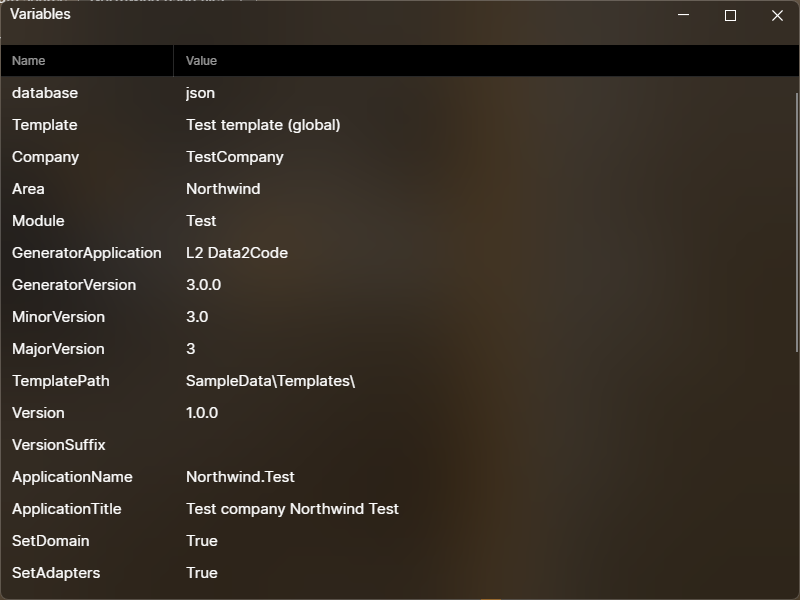 Variables
Name Value
database json
Template Test template (global)
Company TestCompany
Area Northwind
Module Test
GeneratorApplication L2 Data2Code
GeneratorVersion 3.0.0
MinorVersion 3.0
MajorVersion 3
TemplatePath SampleData\Templates\
Version 1.0.0
VersionSuffix
ApplicationName Northwind.Test
ApplicationTitle Test company Northwind Test
SetDomain True
SetAdapters True